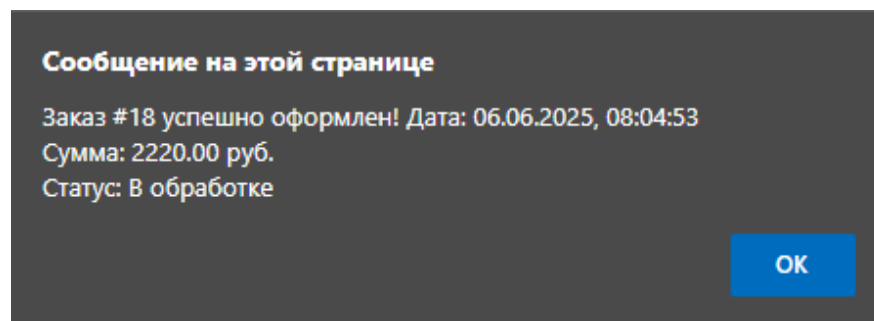 Сообщение на этой странице
Заказ #18 успешно оформлен! Дата: 06.06.2025, 08:04:53
Сумма: 2220.00 руб.
Статус: В обработке
ОК